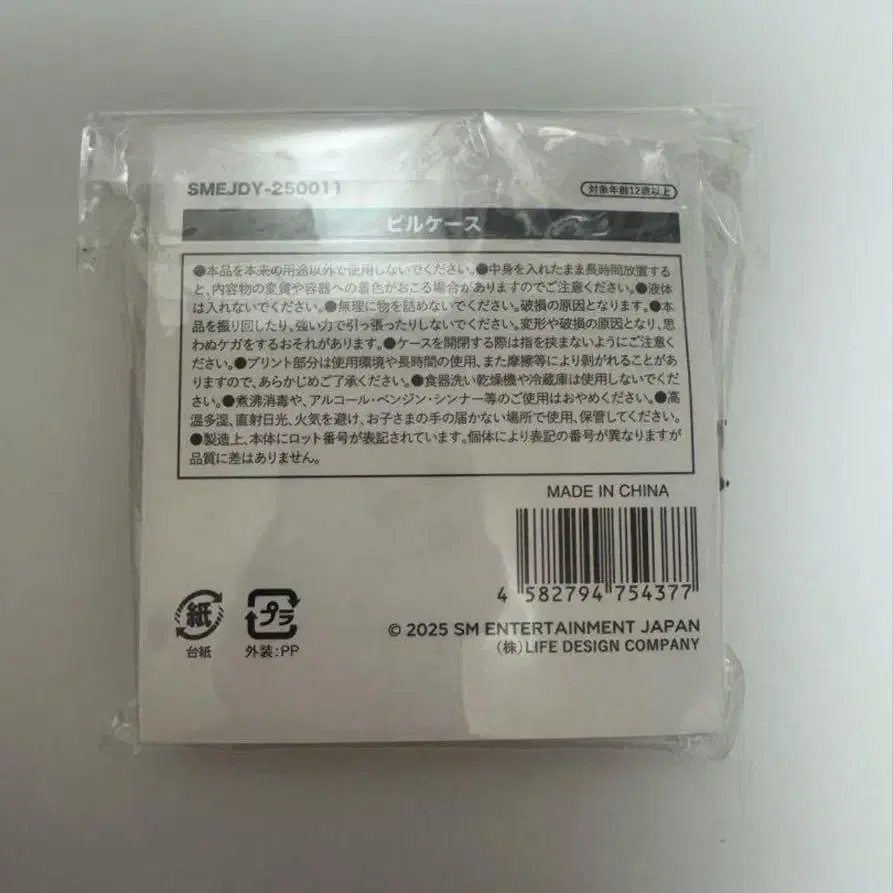 SMEJDY-250011
対象年齢12歳以上
ピルケース
●本品を本来の用途以外で使用しないでください。●中身を入れたまま長時間放置する
と、内容物の変質や容器への着色がおこる場合がありますのでご注意ください。●液体
は入れないでください。●無理に物を詰めないでください。破損の原因となります。●本
品を振り回したり、強い力で引っ張ったりしないでください。変形や破損の原因となり、思
わぬケガをするおそれがあります。●ケースを開閉する際は指を挟まないようにご注意く
ださい。●プリント部分は使用環境や長時間の使用、また摩擦等により剥がれることがあ
りますので、あらかじめご了承ください。●食器洗い乾燥機や冷蔵庫は使用しないでくだ
さい。●煮沸消毒や、アルコール・ベンジン・シンナー等のご使用はおやめください。●高
温多湿、直射日光、火気を避け、お子さまの手の届かない場所で使用、保管してください。
●製造上、本体にロット番号が表記されています。個体により表記の番号が異なりますが
品質に差はありません。
MADE IN CHINA
4 582794 754377
紙
台紙
プラ
外装:PP
© 2025 SM ENTERTAINMENT JAPAN
(株)LIFE DESIGN COMPANY